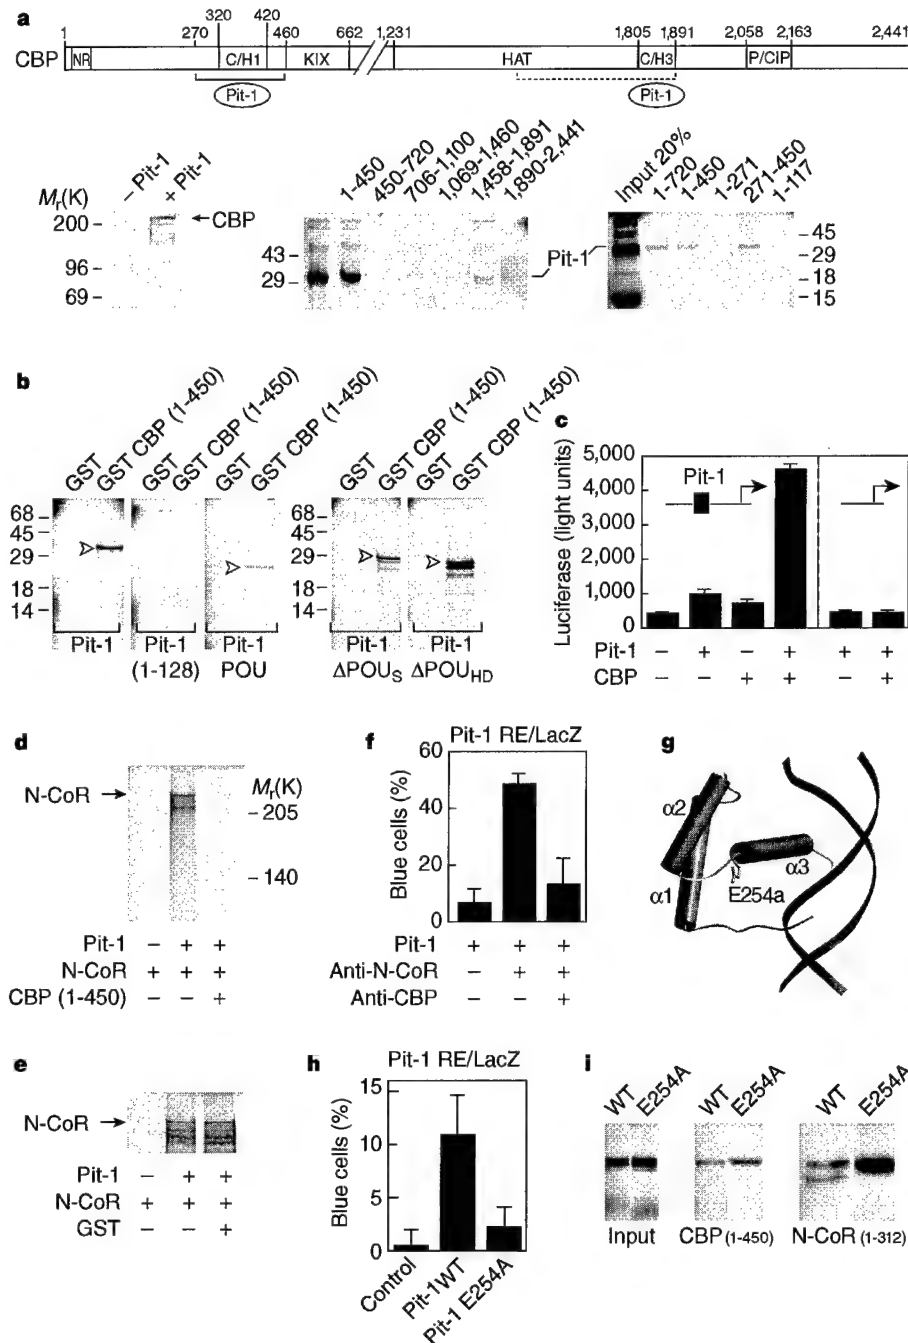 a
320 420
1 270 460 662 1,231 1,805 1,891 2,058 2,163 2,441
CBP NR C/H1 KIX HAT C/H3 P/CIP
Pit-1 Pit-1
– Pit-1
+ Pit-1
Mr(K)
200 – ← CBP
96 –
69 –
1-450
450-720
706-1,100
1,069-1,460
1,458-1,891
1,890-2,441
43 –
29 –
Pit-1
Input 20%
1-720
1-450
1-271
271-450
1-117
– 45
– 29
– 18
– 15
b
GST
GST CBP (1-450)
GST
GST CBP (1-450)
GST
GST CBP (1-450)
GST
GST CBP (1-450)
GST
GST CBP (1-450)
68 –
45 –
29 –
18 –
14 –
68 –
45 –
29 –
18 –
14 –
Pit-1 Pit-1 Pit-1 Pit-1 Pit-1
(1-128) POU ΔPOUS ΔPOUHD
c
Luciferase (light units)
5,000
4,000
3,000
2,000
1,000
0
Pit-1
Pit-1 – + – + + +
CBP – – + + – +
d
N-CoR → Mr(K)
– 205
– 140
Pit-1 – + +
N-CoR + + +
CBP (1-450) – – +
e
N-CoR →
Pit-1 – + +
N-CoR + + +
GST – – +
f
Pit-1 RE/LacZ
Blue cells (%)
60
40
20
0
Pit-1 + + +
Anti-N-CoR – + +
Anti-CBP – – +
g
α2
α1
α3
E254a
h
Pit-1 RE/LacZ
Blue cells (%)
15
10
5
0
Control
Pit-1WT
Pit-1 E254A
i
WT E254A WT E254A WT E254A
Input CBP (1-450) N-CoR (1-312)